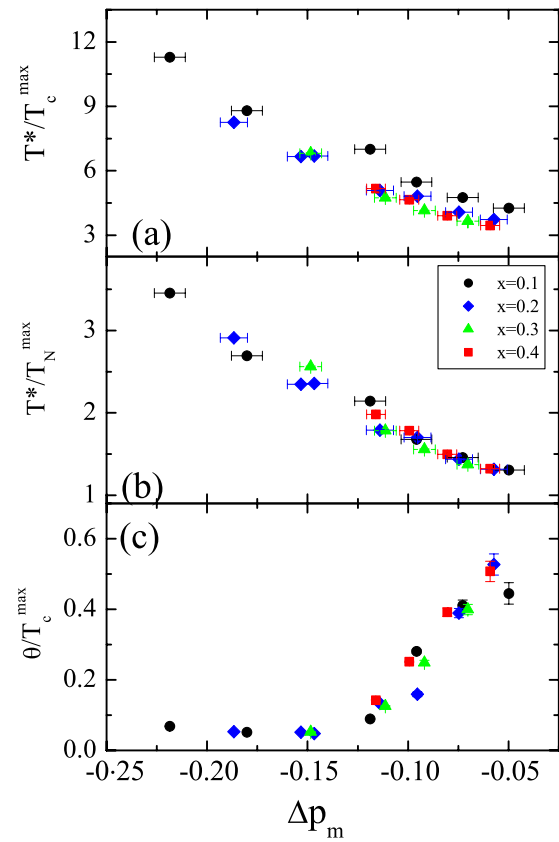 12
9
6
3
T*/T_c^max
(a)
x=0.1
x=0.2
x=0.3
x=0.4
3
2
1
T*/T_N^max
(b)
(c)
0.6
0.4
0.2
0.0
θ/T_c^max
-0.25 -0.20 -0.15 -0.10 -0.05
Δp_m